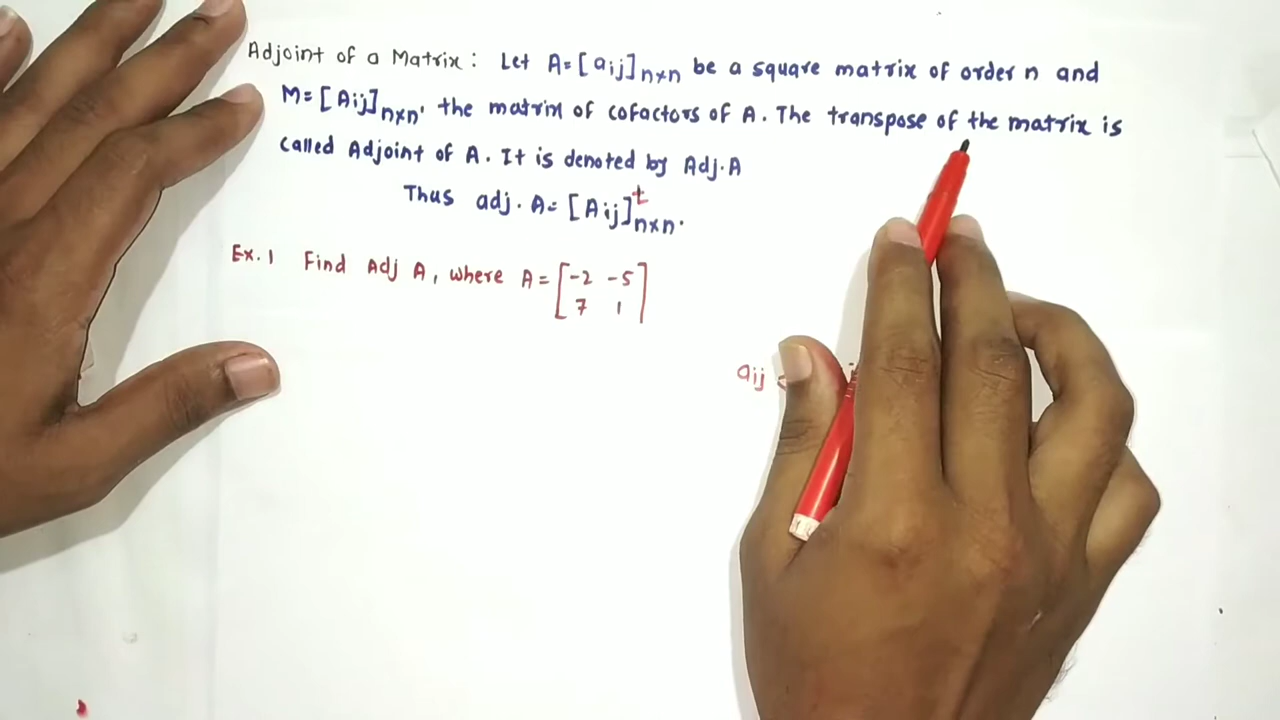 Adjoint of a Matrix: Let A=[aij]n×n be a square matrix of order n and
M=[Aij]n×n, the matrix of cofactors of A. The transpose of the matrix is
called Adjoint of A. It is denoted by Adj.A
Thus adj. A= [Aij]^t n×n.
Ex.1 Find Adj A, where A= [-2 -5
7 1]
aij